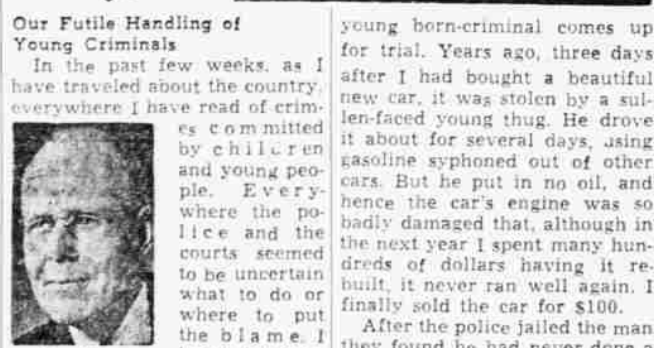 Our Futile Handling of
Young Criminals
In the past few weeks, as I
have traveled about the country,
everywhere I have read of crim-
es committed
by children
and young peo-
ple. Every-
where the po-
lice and the
courts seemed
to be uncertain
what to do or
where to put
the blame. I
young born-criminal comes up
for trial. Years ago, three days
after I had bought a beautiful
new car, it was stolen by a sul-
len-faced young thug. He drove
it about for several days, using
gasoline syphoned out of other
cars. But he put in no oil, and
hence the car's engine was so
badly damaged that, although in
the next year I spent many hun-
dreds of dollars having it re-
built, it never ran well again. I
finally sold the car for $100.
After the police jailed the man
they found he had never done a